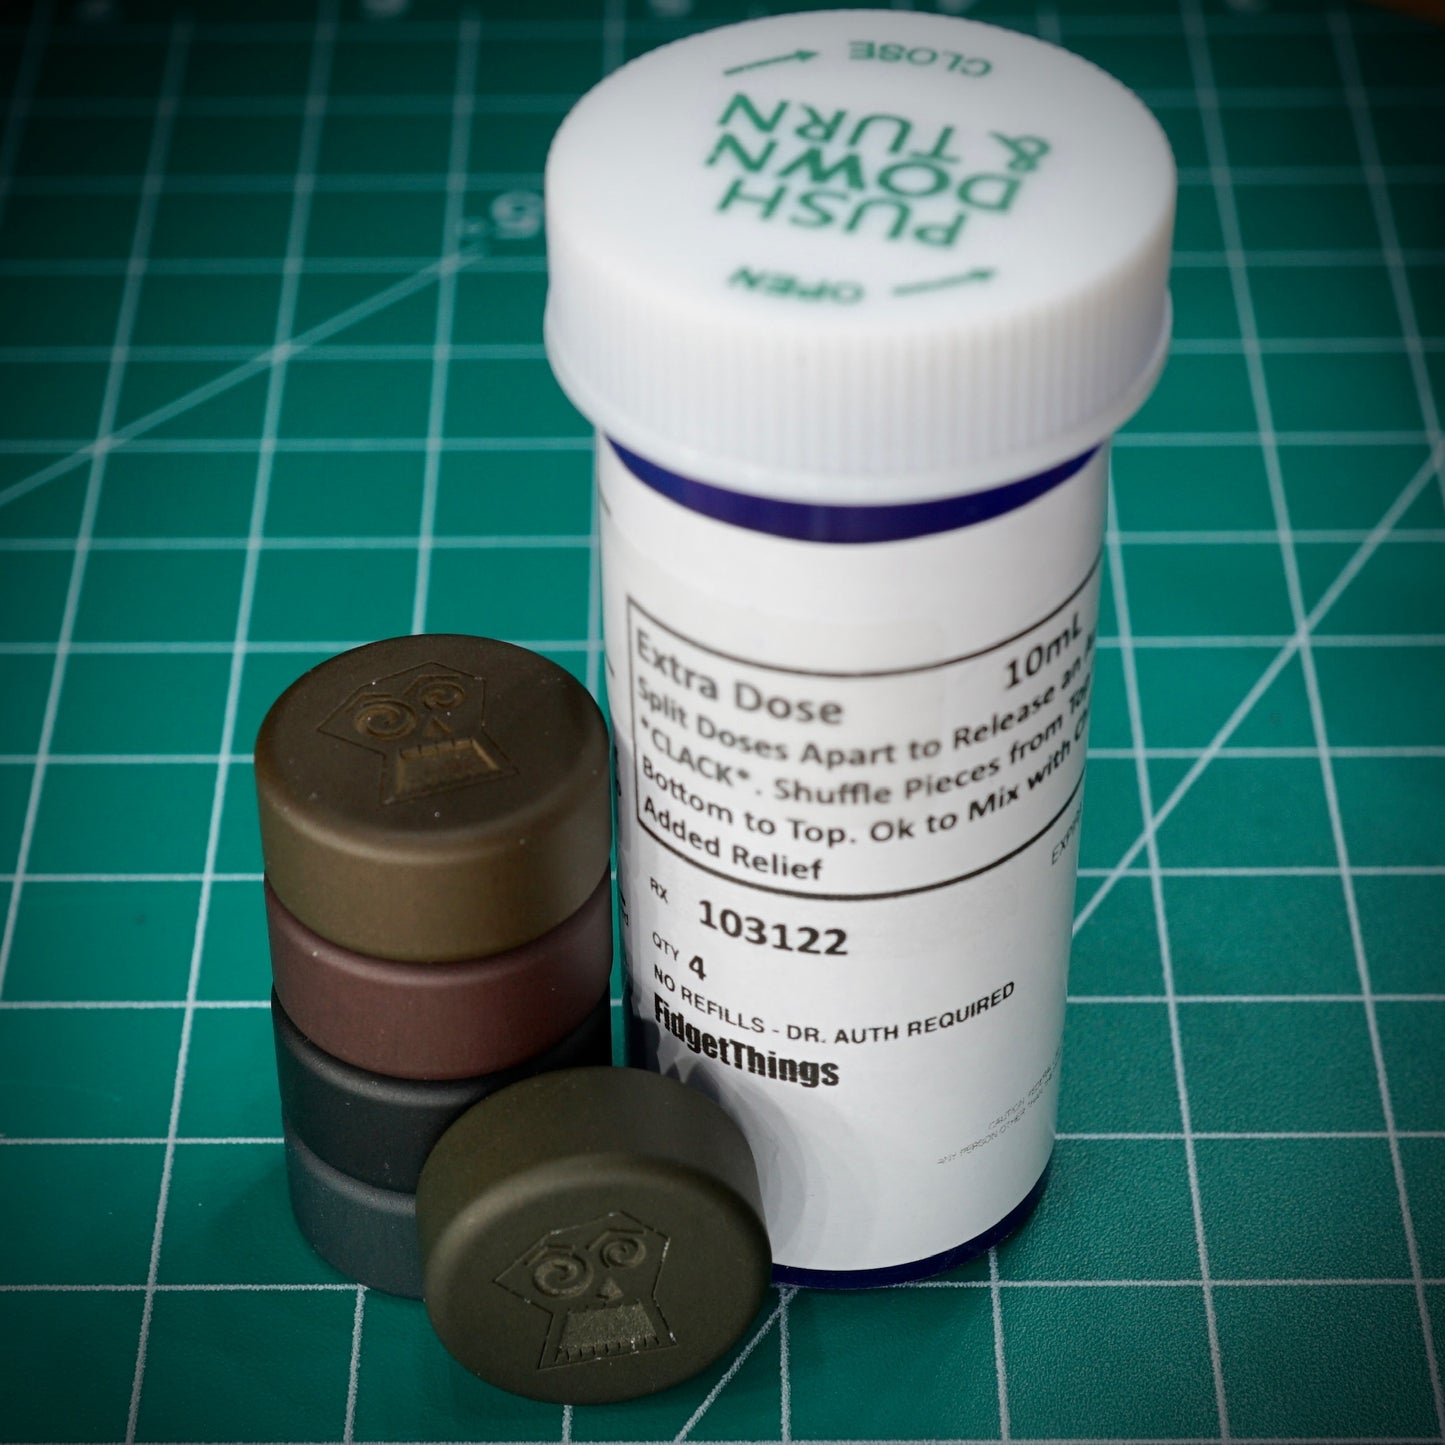 CLOSE
PUSH
DOWN
& TURN
OPEN
Extra Dose 10mL
Split Doses Apart to Release an
*CLACK*. Shuffle Pieces from Top
Bottom to Top. Ok to Mix with
Added Relief
RX 103122
QTY 4
NO REFILLS - DR. AUTH REQUIRED
FidgetThings